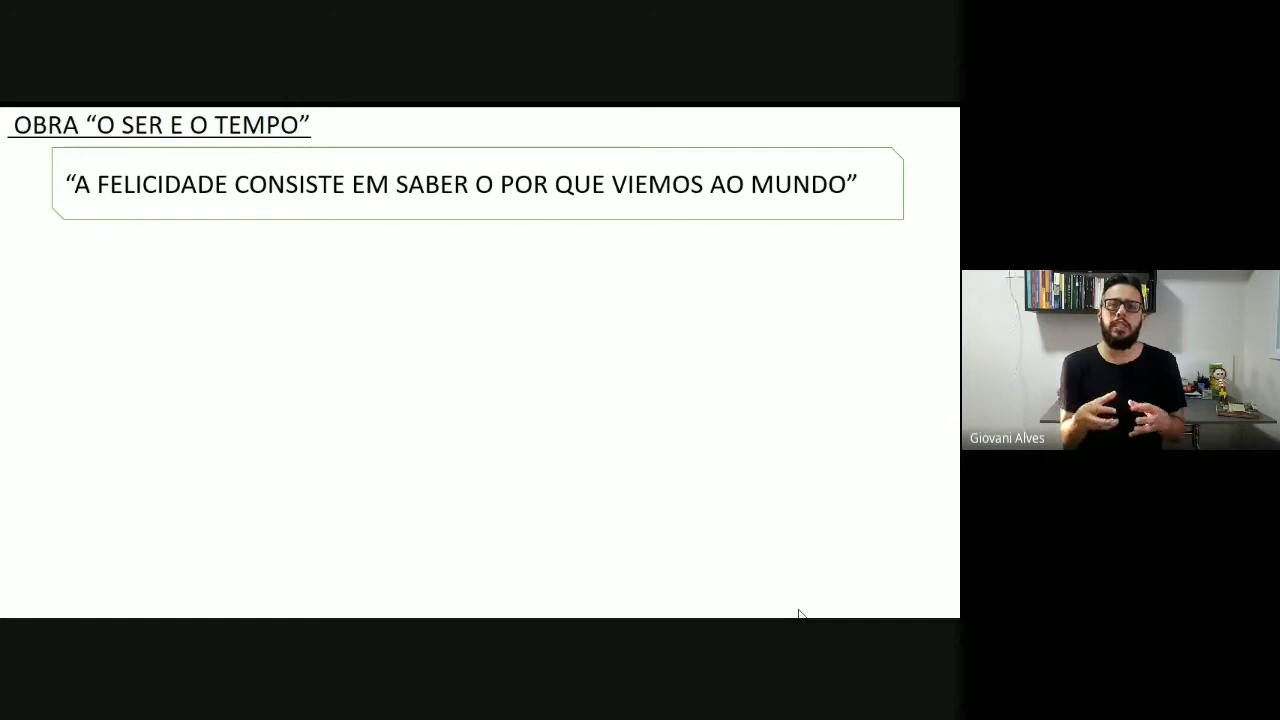 OBRA “O SER E O TEMPO”
“A FELICIDADE CONSISTE EM SABER O POR QUE VIEMOS AO MUNDO”
Giovani Alves